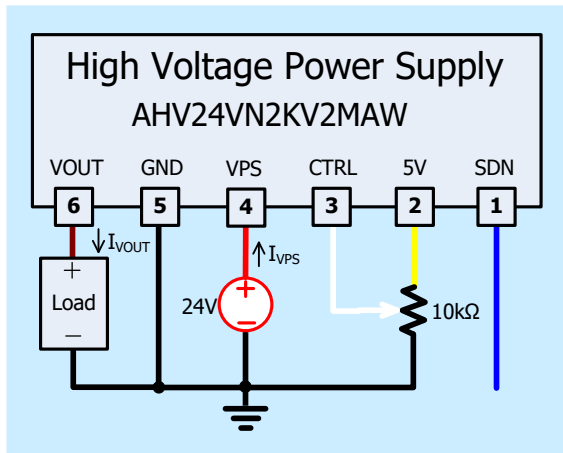 High Voltage Power Supply
AHV24VN2KV2MAW
VOUT GND VPS CTRL 5V SDN
6 5 4 3 2 1
+ ↓IVOUT ↑IVPS
Load
−
24V + −
10kΩ